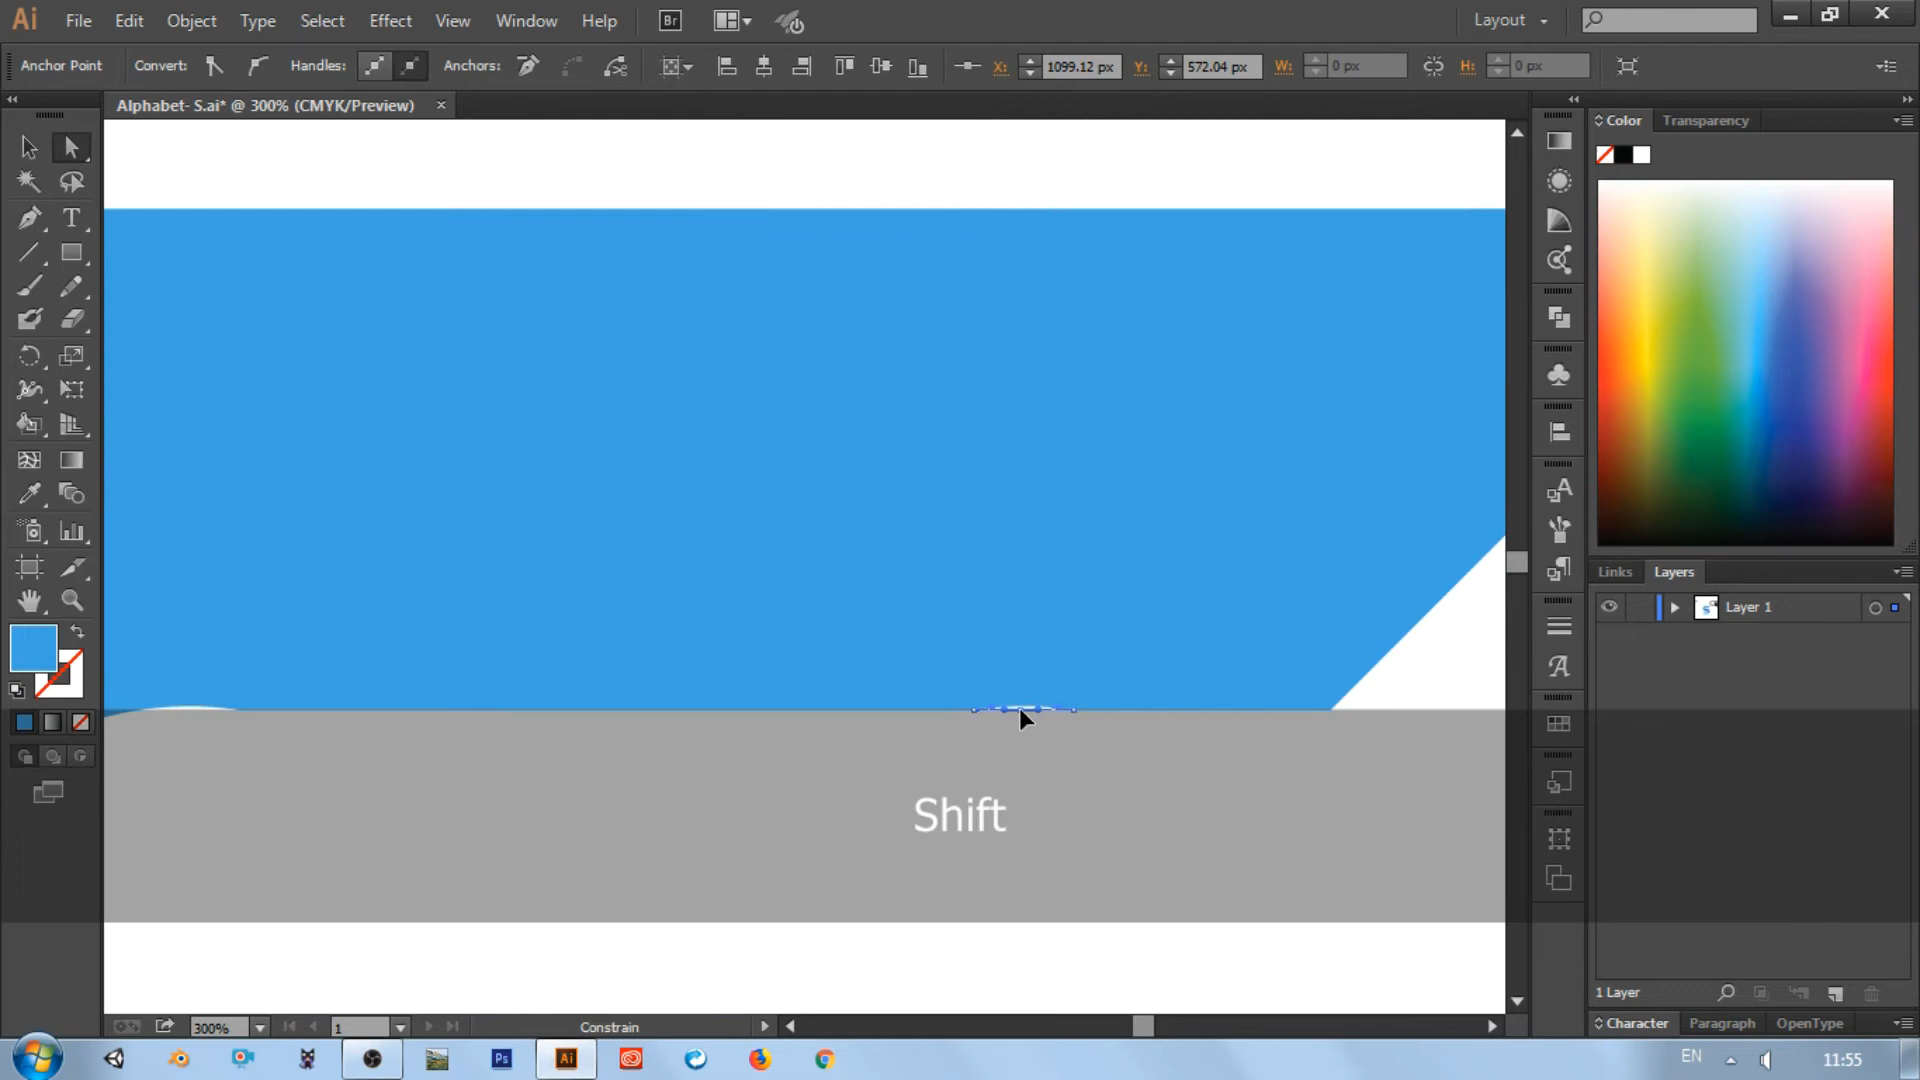 Ai File Edit Object Type Select Effect View Window Help Br Layout
Anchor Point Convert: Handles: Anchors: X: 1099.12 px Y: 572.04 px W: 0 px H: 0 px
Alphabet- S.ai* @ 300% (CMYK/Preview)
Color Transparency
T
A
Links Layers
Layer 1
A
Shift
1 Layer
300% 1 Constrain
Character Paragraph OpenType
Ps Ai EN 11:55